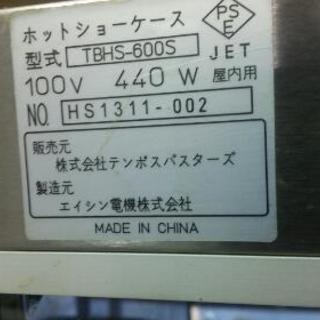 ホットショーケース
PS
E
型式 TBHS-600S
JET
100V 440W 屋内用
NO. HS1311-002
販売元
株式会社テンポスバスターズ
製造元
エイシン電機株式会社
MADE IN CHINA